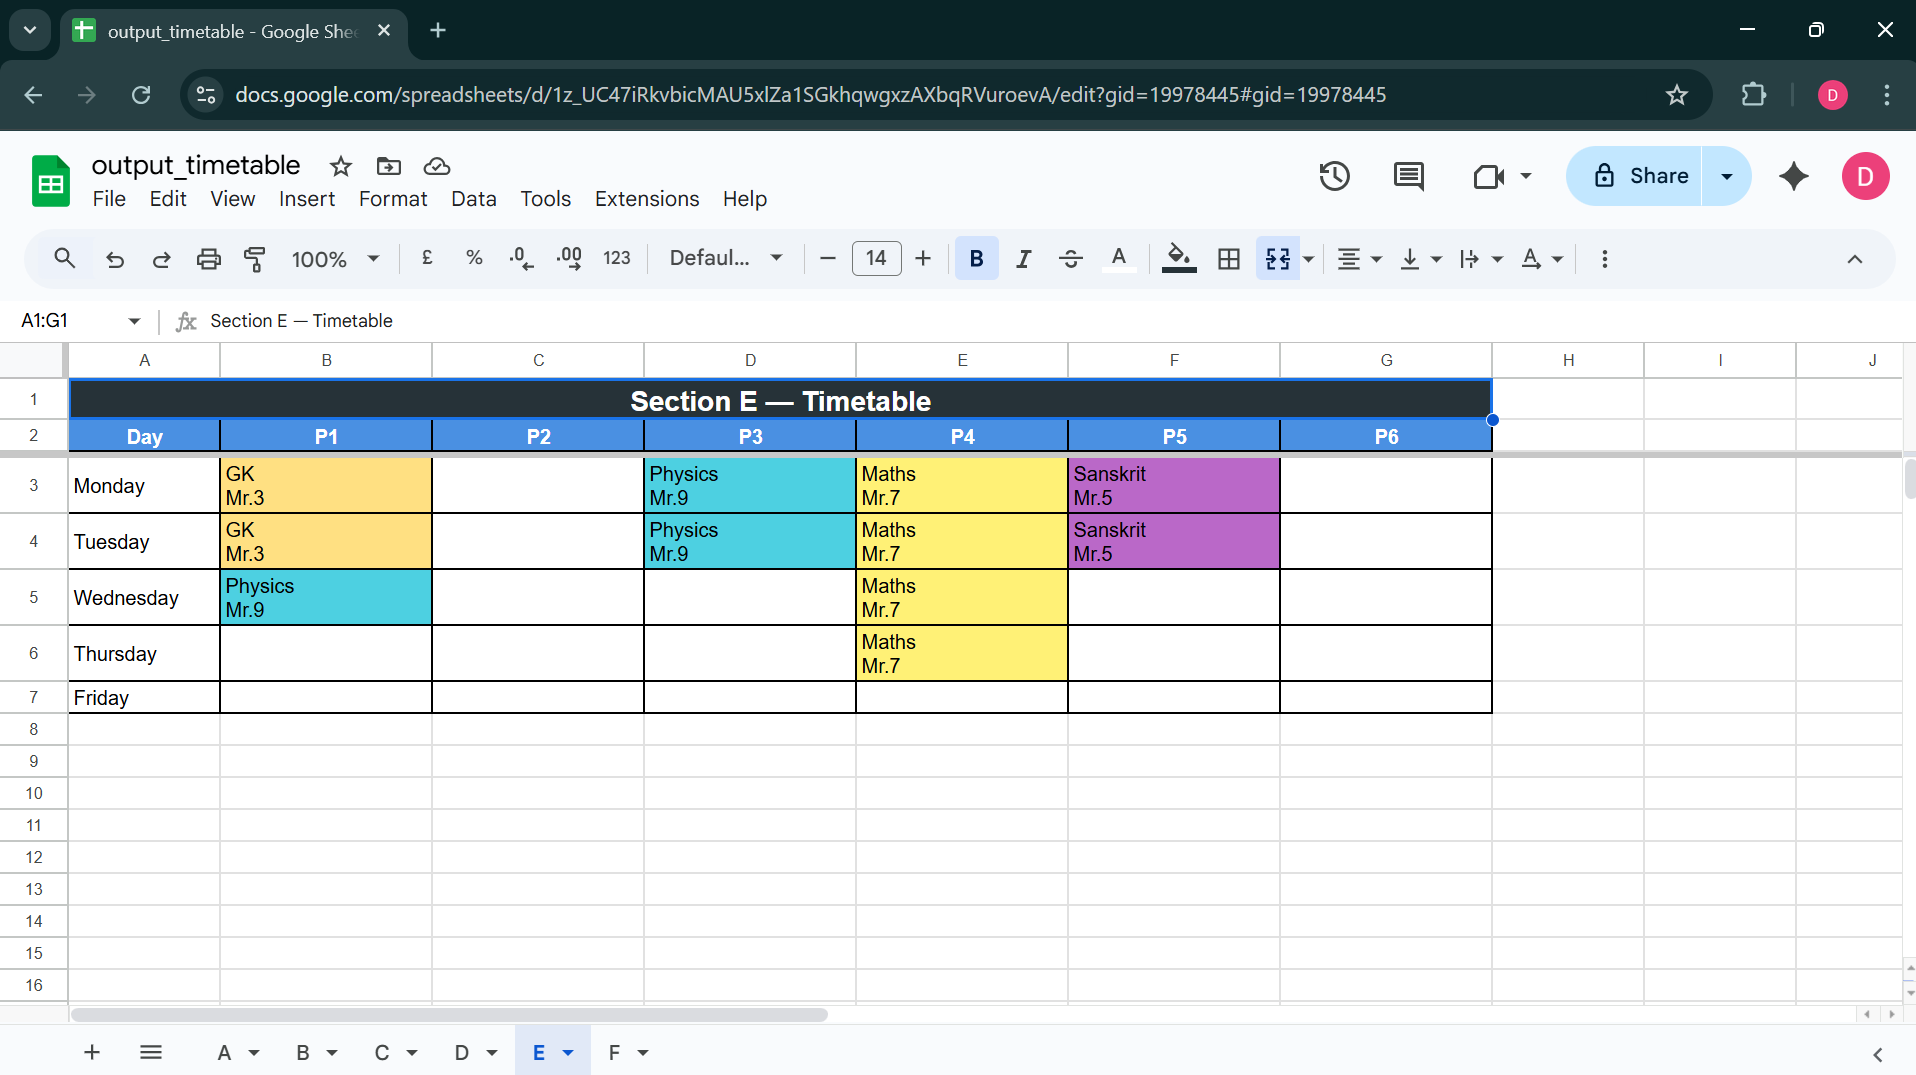 output_timetable - Google She
docs.google.com/spreadsheets/d/1z_UC47iRkvbicMAU5xlZa1SGkhqwgxzAXbqRVuroevA/edit?gid=19978445#gid=19978445
D
output_timetable
File Edit View Insert Format Data Tools Extensions Help
Share
D
100% £ % .0 .00 123 Defaul... 14 B I S A A
A1:G1 fx Section E — Timetable
A B C D E F G H I J
1 Section E — Timetable
2 Day P1 P2 P3 P4 P5 P6
3 Monday
GK
Mr.3
Physics
Mr.9
Maths
Mr.7
Sanskrit
Mr.5
4 Tuesday
GK
Mr.3
Physics
Mr.9
Maths
Mr.7
Sanskrit
Mr.5
5 Wednesday
Physics
Mr.9
Maths
Mr.7
6 Thursday
Maths
Mr.7
7 Friday
8
9
10
11
12
13
14
15
16
A B C D E F